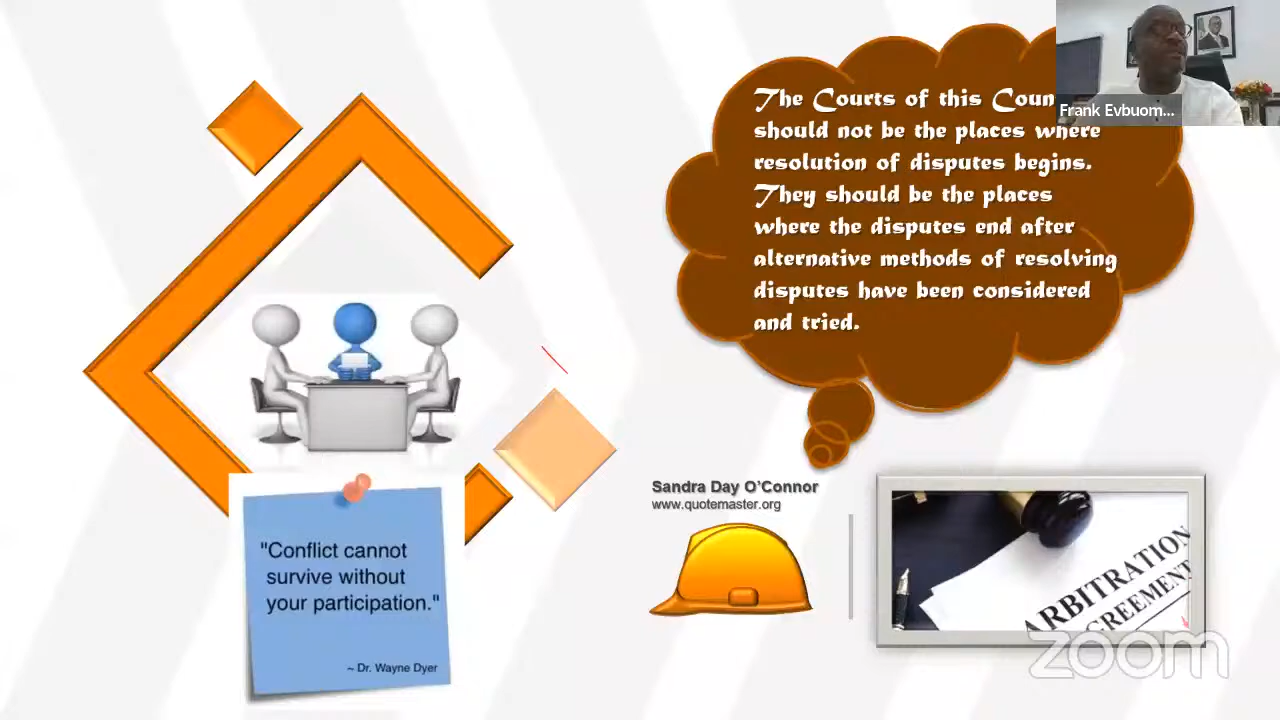 The Courts of this Coun
should not be the places where
resolution of disputes begins.
They should be the places
where the disputes end after
alternative methods of resolving
disputes have been considered
and tried.
Frank Evbuom...
Sandra Day O'Connor
www.quotemaster.org
"Conflict cannot
survive without
your participation."
~ Dr. Wayne Dyer
ARBITRATION
GREEMENT
zoom